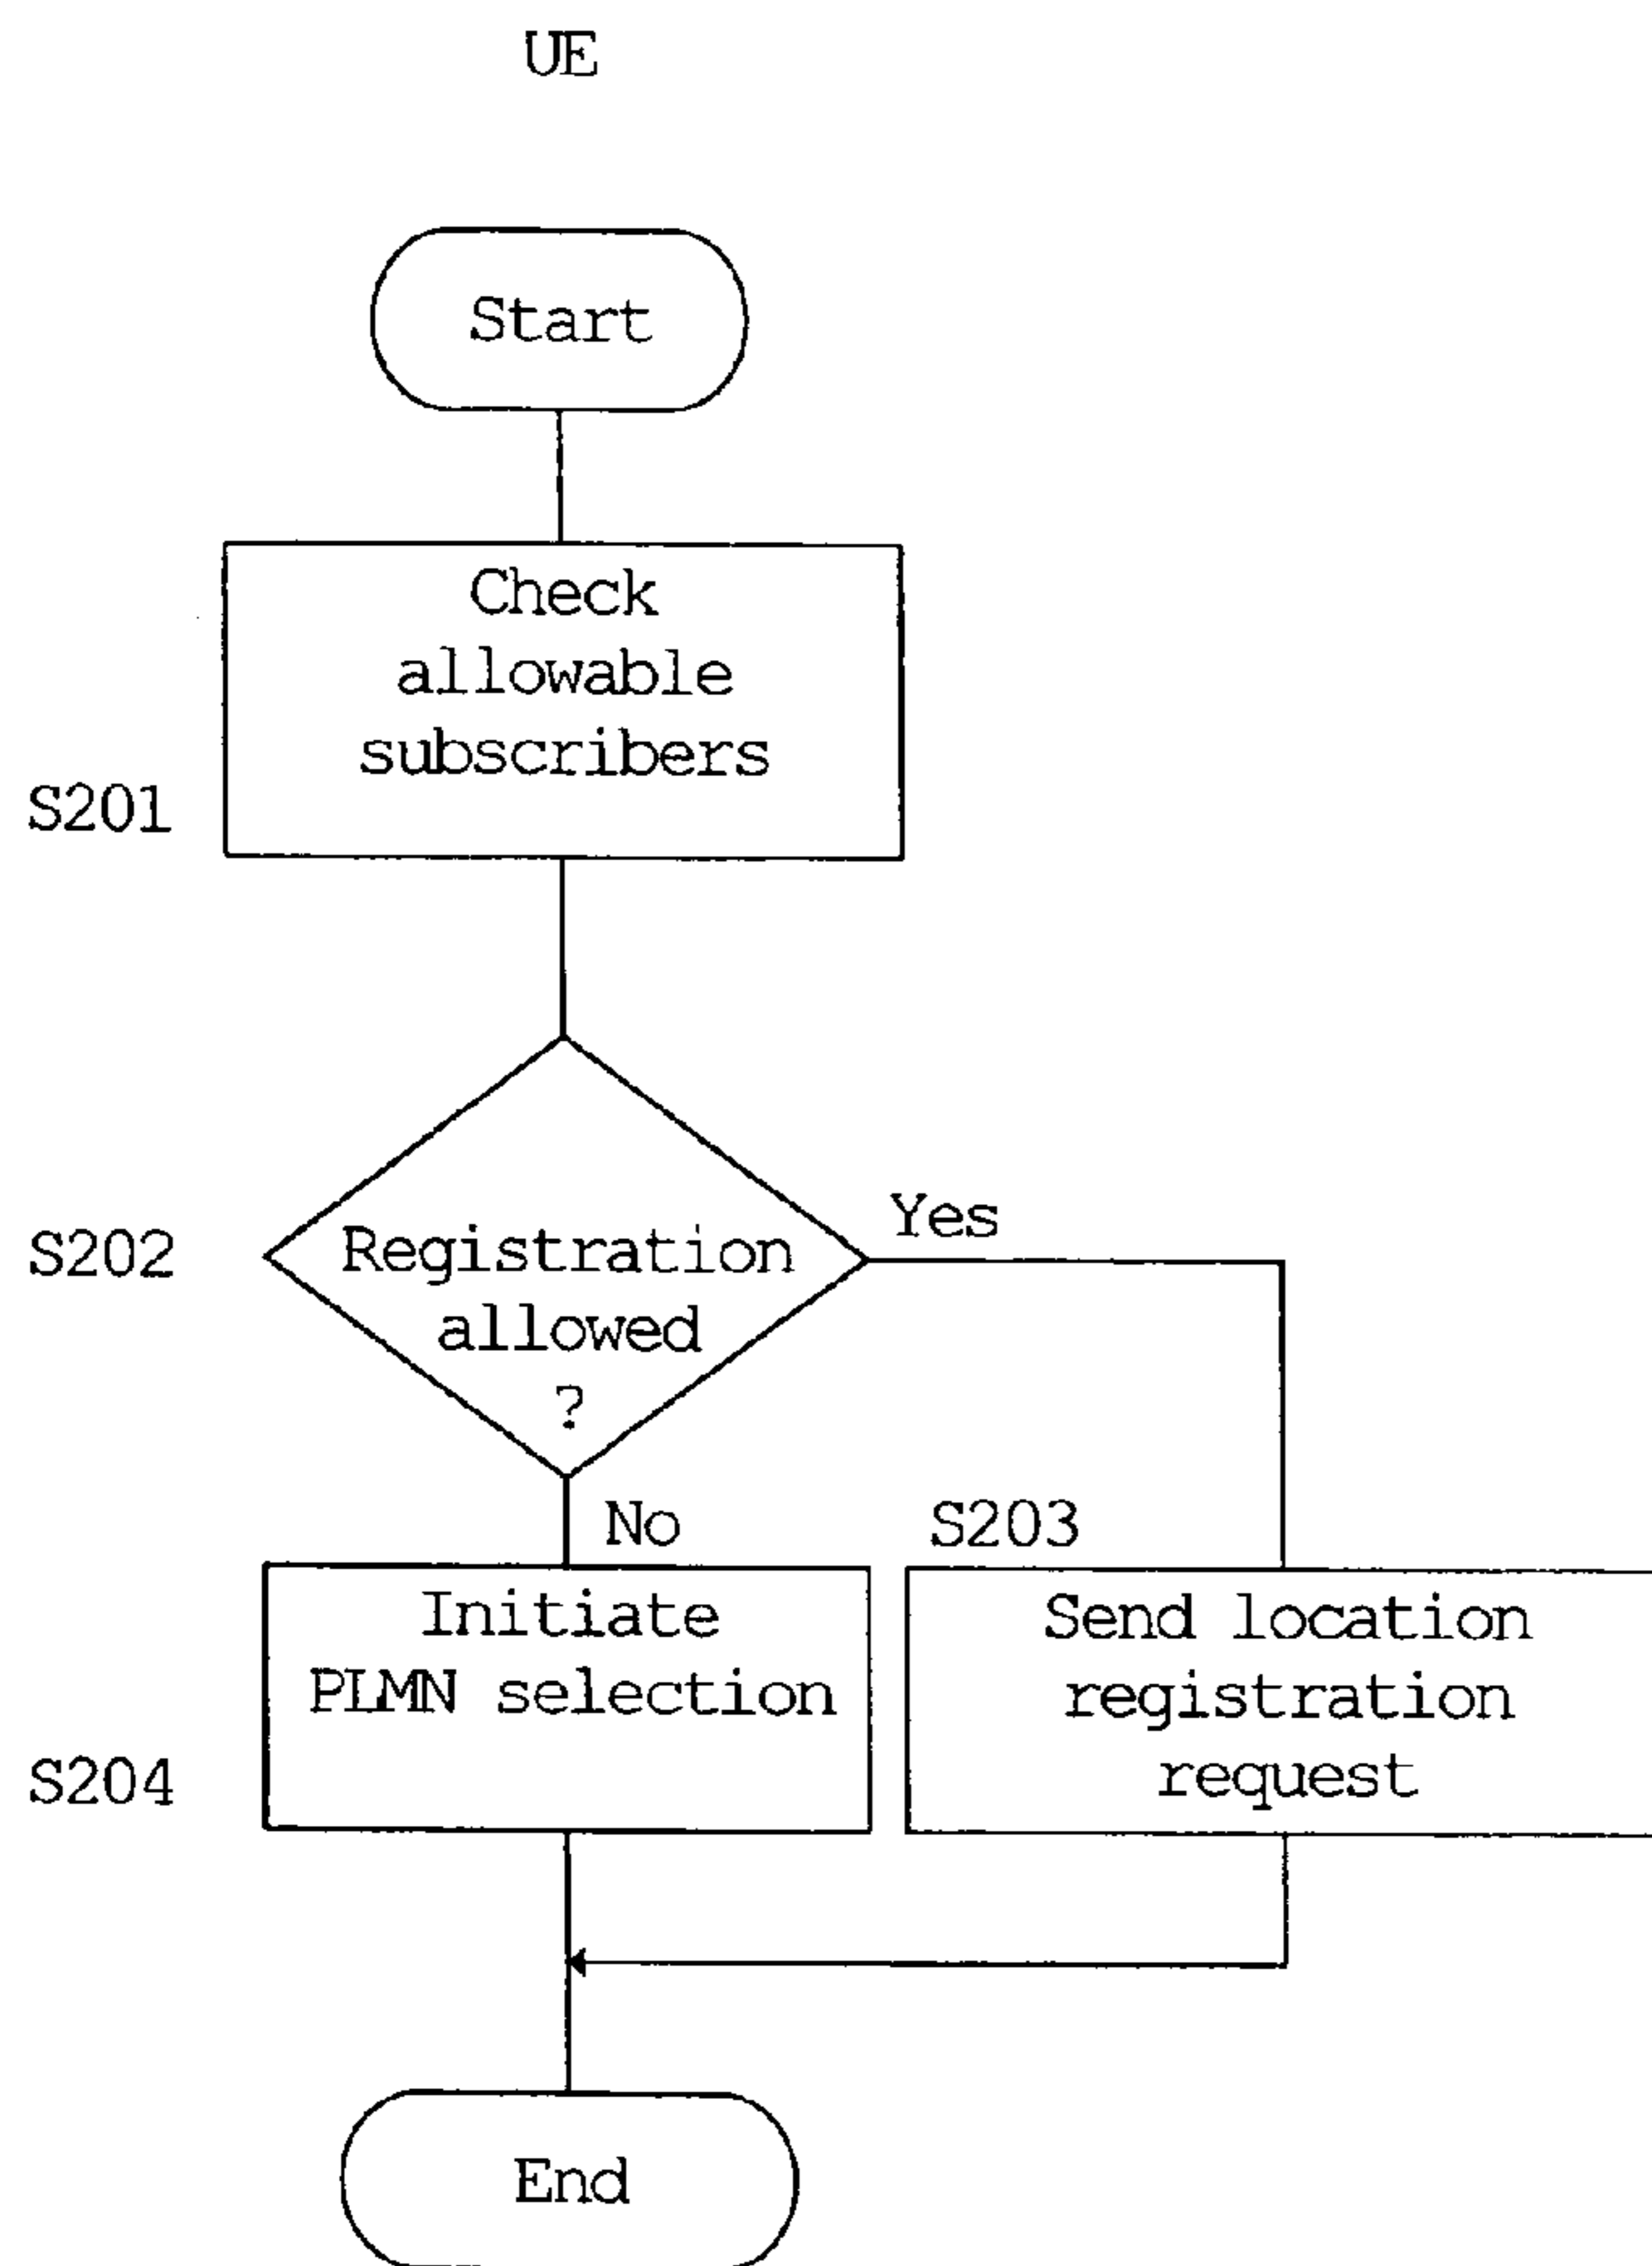 UE
Start
Check
allowable
subscribers
S201
Yes
S202
Registration
allowed
?
No
S203
Initiate
PLMN selection
S204
Send location
registration
request
End